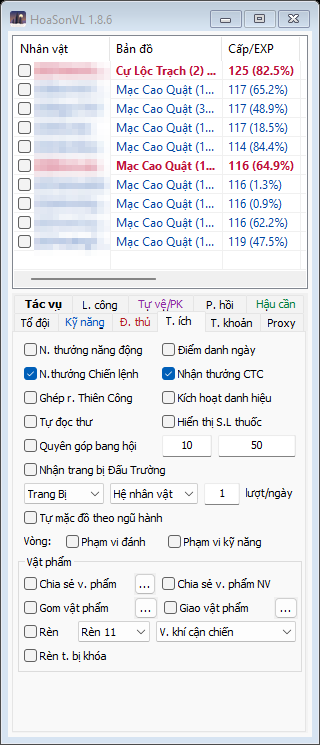 HoaSonVL 1.8.6
Nhân vật Bản đồ Cấp/EXP
Cự Lộc Trạch (2) ... 125 (82.5%)
Mạc Cao Quật (1... 117 (65.2%)
Mạc Cao Quật (3... 117 (48.9%)
Mạc Cao Quật (1... 117 (18.5%)
Mạc Cao Quật (1... 114 (84.4%)
Mạc Cao Quật (1... 116 (64.9%)
Mạc Cao Quật (1... 116 (1.3%)
Mạc Cao Quật (1... 116 (0.9%)
Mạc Cao Quật (1... 116 (62.2%)
Mạc Cao Quật (1... 119 (47.5%)
Tác vụ L. công Tự vệ/PK P. hồi Hậu cần
Tổ đội Kỹ năng Đ. thủ T. ích T. khoản Proxy
N. thưởng năng động Điểm danh ngày
N.thưởng Chiến lệnh Nhận thưởng CTC
Ghép r. Thiên Công Kích hoạt danh hiệu
Tự đọc thư Hiển thị S.L thuốc
Quyên góp bang hội 10 50
Nhận trang bị Đấu Trường
Trang Bị Hệ nhân vật 1 lượt/ngày
Tự mặc đồ theo ngũ hành
Vòng: Phạm vi đánh Phạm vi kỹ năng
Vật phẩm
Chia sẻ v. phẩm ... Chia sẻ v. phẩm NV
Gom vật phẩm ... Giao vật phẩm ...
Rèn Rèn 11 V. khí cận chiến
Rèn t. bị khóa